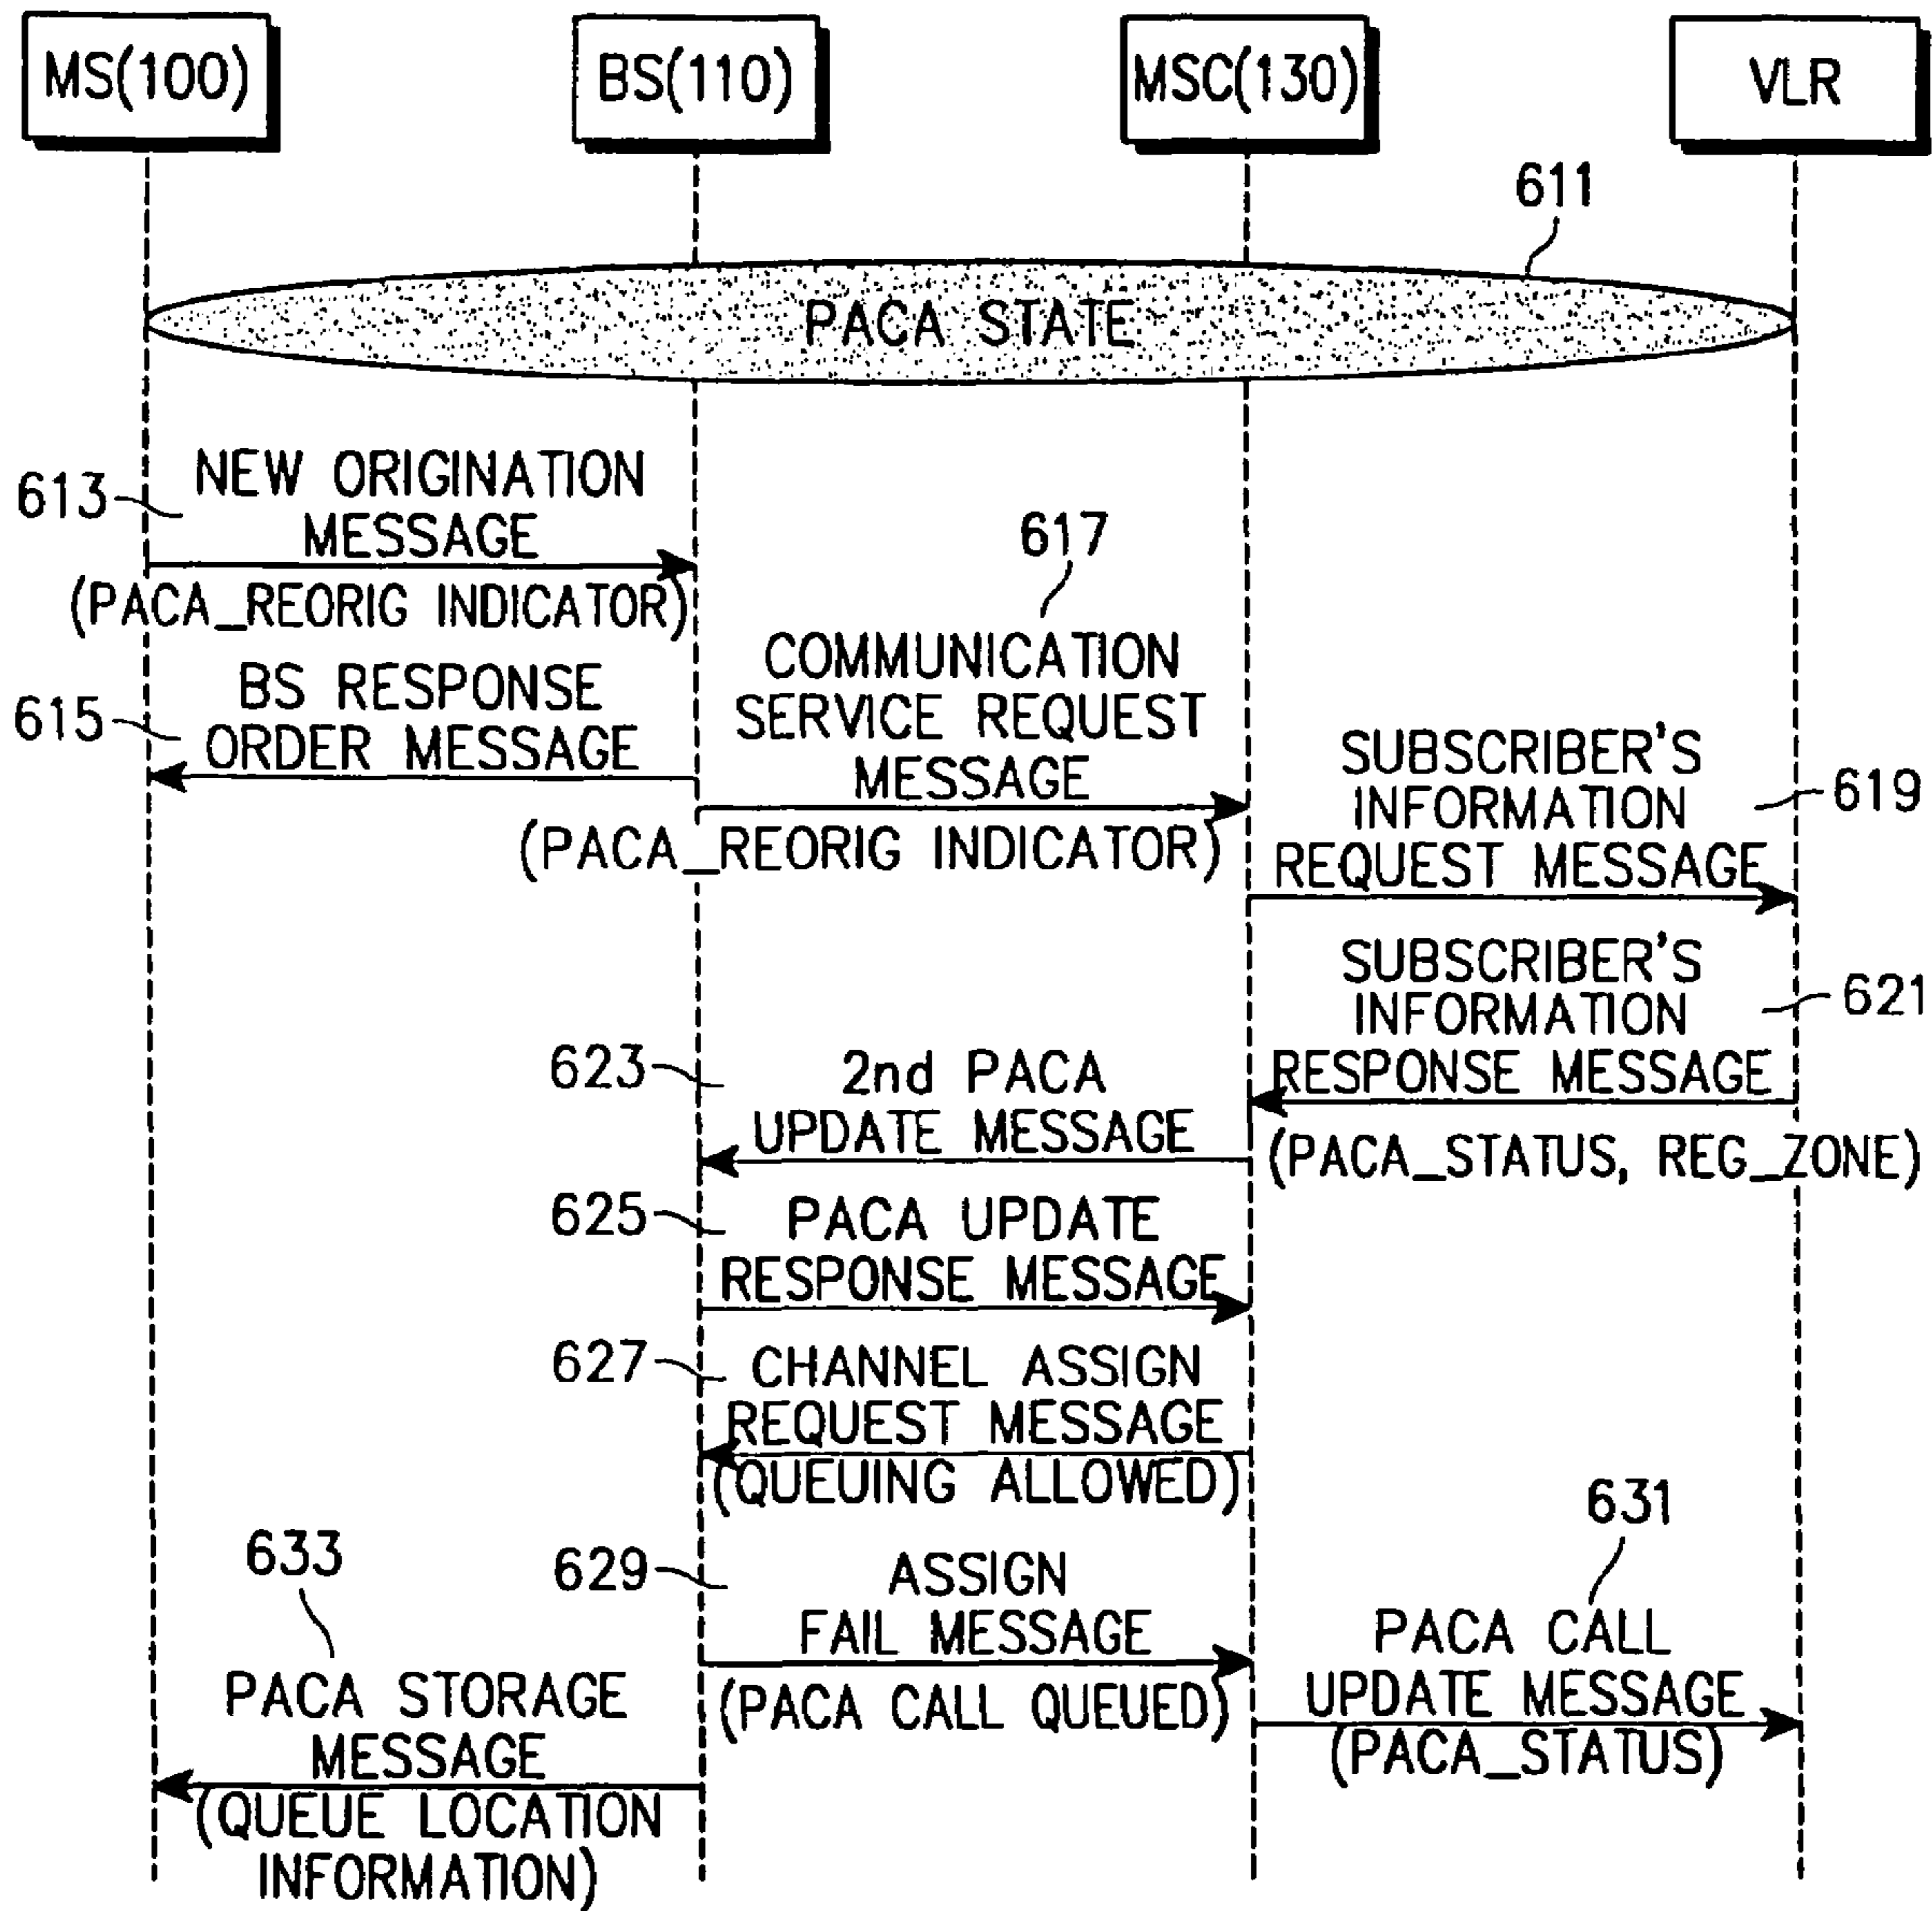 MS(100)
BS(110)
MSC(130)
VLR
611
PACA STATE
613
NEW ORIGINATION
MESSAGE
(PACA_REORIG INDICATOR)
615
BS RESPONSE
ORDER MESSAGE
617
COMMUNICATION
SERVICE REQUEST
MESSAGE
(PACA_REORIG INDICATOR)
SUBSCRIBER'S
INFORMATION
REQUEST MESSAGE
619
SUBSCRIBER'S
INFORMATION
RESPONSE MESSAGE
621
(PACA_STATUS, REG_ZONE)
623
2nd PACA
UPDATE MESSAGE
625
PACA UPDATE
RESPONSE MESSAGE
627
CHANNEL ASSIGN
REQUEST MESSAGE
(QUEUING ALLOWED)
629
ASSIGN
FAIL MESSAGE
(PACA CALL QUEUED)
631
PACA CALL
UPDATE MESSAGE
(PACA_STATUS)
633
PACA STORAGE
MESSAGE
(QUEUE LOCATION
INFORMATION)